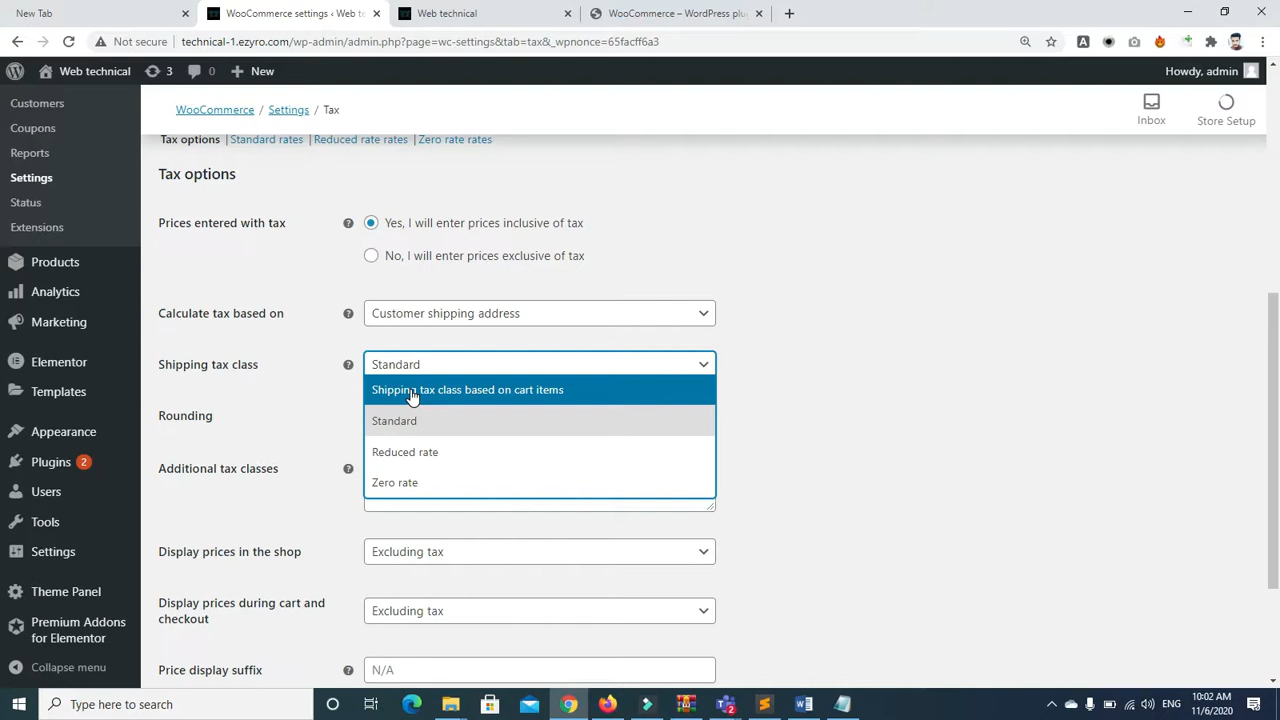 New Tab
WooCommerce settings ‹ Web te
Web technical
WooCommerce – WordPress plug
Not secure
technical-1.ezyro.com/wp-admin/admin.php?page=wc-settings&tab=tax&_wpnonce=65facff6a3
Web technical
3
0
New
Howdy, admin
Customers
Coupons
Reports
Settings
Status
Extensions
Products
Analytics
Marketing
Elementor
Templates
Appearance
Plugins 2
Users
Tools
Settings
Theme Panel
Premium Addons
for Elementor
Collapse menu
WooCommerce / Settings / Tax
Inbox
Store Setup
Tax options | Standard rates | Reduced rate rates | Zero rate rates
Tax options
Prices entered with tax
Yes, I will enter prices inclusive of tax
No, I will enter prices exclusive of tax
Calculate tax based on
Customer shipping address
Shipping tax class
Standard
Shipping tax class based on cart items
Standard
Reduced rate
Zero rate
Rounding
Additional tax classes
Display prices in the shop
Excluding tax
Display prices during cart and
checkout
Excluding tax
Price display suffix
N/A
Type here to search
ENG
10:02 AM
11/6/2020